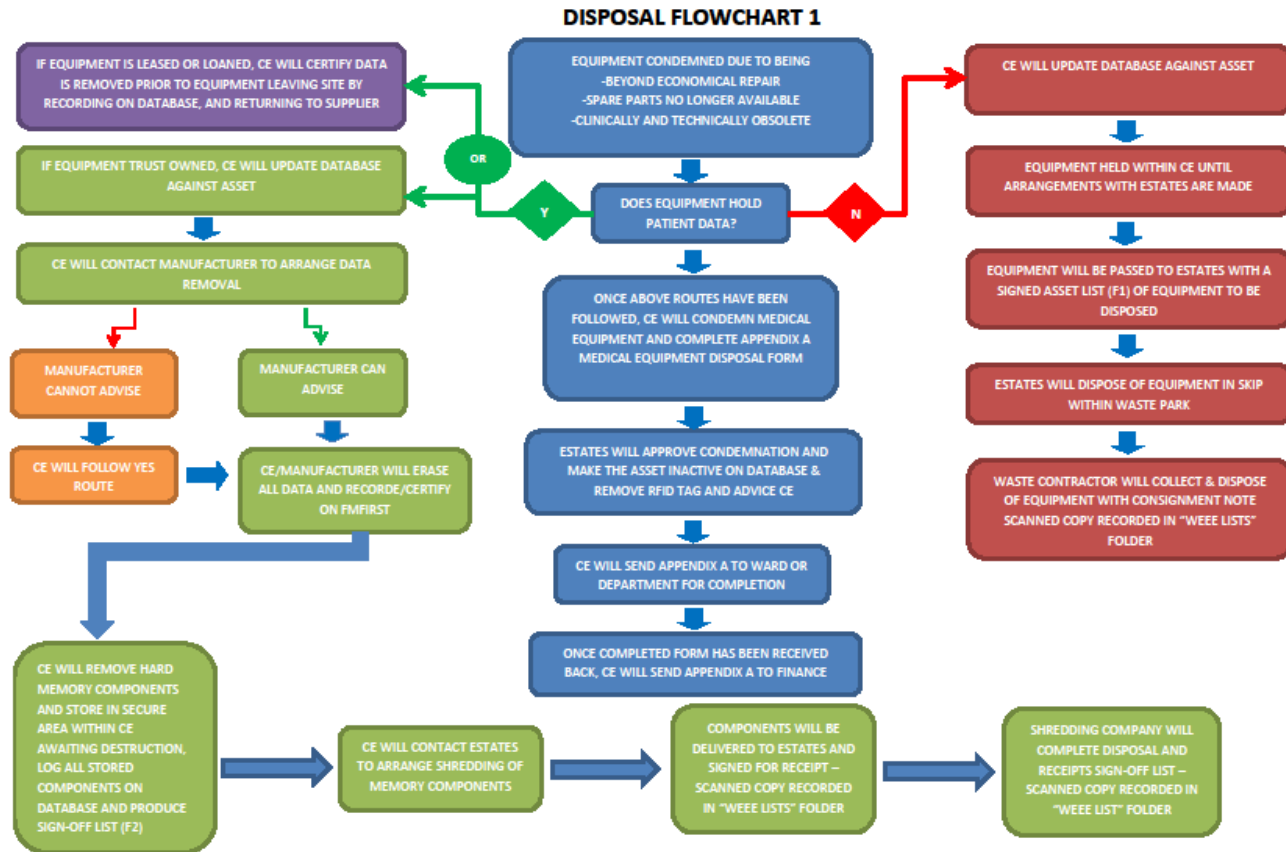 DISPOSAL FLOWCHART 1
IF EQUIPMENT IS LEASED OR LOANED, CE WILL CERTIFY DATA
IS REMOVED PRIOR TO EQUIPMENT LEAVING SITE BY
RECORDING ON DATABASE, AND RETURNING TO SUPPLIER
EQUIPMENT CONDEMNED DUE TO BEING
-BEYOND ECONOMICAL REPAIR
-SPARE PARTS NO LONGER AVAILABLE
-CLINICALLY AND TECHNICALLY OBSOLETE
CE WILL UPDATE DATABASE AGAINST ASSET
OR
IF EQUIPMENT TRUST OWNED, CE WILL UPDATE DATABASE
AGAINST ASSET
EQUIPMENT HELD WITHIN CE UNTIL
ARRANGEMENTS WITH ESTATES ARE MADE
Y
DOES EQUIPMENT HOLD
PATIENT DATA?
N
CE WILL CONTACT MANUFACTURER TO ARRANGE DATA
REMOVAL
EQUIPMENT WILL BE PASSED TO ESTATES WITH A
SIGNED ASSET LIST (F1) OF EQUIPMENT TO BE
DISPOSED
ONCE ABOVE ROUTES HAVE BEEN
FOLLOWED, CE WILL CONDEMN MEDICAL
EQUIPMENT AND COMPLETE APPENDIX A
MEDICAL EQUIPMENT DISPOSAL FORM
MANUFACTURER
CANNOT ADVISE
MANUFACTURER CAN
ADVISE
ESTATES WILL DISPOSE OF EQUIPMENT IN SKIP
WITHIN WASTE PARK
CE WILL FOLLOW YES
ROUTE
CE/MANUFACTURER WILL ERASE
ALL DATA AND RECORDE/CERTIFY
ON FMFIRST
ESTATES WILL APPROVE CONDEMNATION AND
MAKE THE ASSET INACTIVE ON DATABASE &
REMOVE RFID TAG AND ADVICE CE
WASTE CONTRACTOR WILL COLLECT & DISPOSE
OF EQUIPMENT WITH CONSIGNMENT NOTE
SCANNED COPY RECORDED IN "WEEE LISTS"
FOLDER
CE WILL SEND APPENDIX A TO WARD OR
DEPARTMENT FOR COMPLETION
ONCE COMPLETED FORM HAS BEEN RECEIVED
BACK, CE WILL SEND APPENDIX A TO FINANCE
CE WILL REMOVE HARD
MEMORY COMPONENTS
AND STORE IN SECURE
AREA WITHIN CE
AWAITING DESTRUCTION,
LOG ALL STORED
COMPONENTS ON
DATABASE AND PRODUCE
SIGN-OFF LIST (F2)
CE WILL CONTACT ESTATES
TO ARRANGE SHREDDING OF
MEMORY COMPONENTS
COMPONENTS WILL BE
DELIVERED TO ESTATES AND
SIGNED FOR RECEIPT –
SCANNED COPY RECORDED
IN "WEEE LISTS" FOLDER
SHREDDING COMPANY WILL
COMPLETE DISPOSAL AND
RECEIPTS SIGN-OFF LIST –
SCANNED COPY RECORDED IN
"WEEE LIST" FOLDER